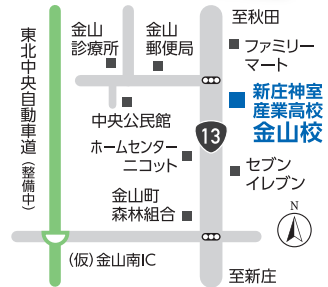 至秋田
金山
診療所
金山
郵便局
ファミリー
マート
新庄神室
産業高校
金山校
中央公民館
ホームセンター
ニコット
13
セブン
イレブン
金山町
森林組合
東北中央自動車道（整備中）
N
(仮)金山南IC
至新庄